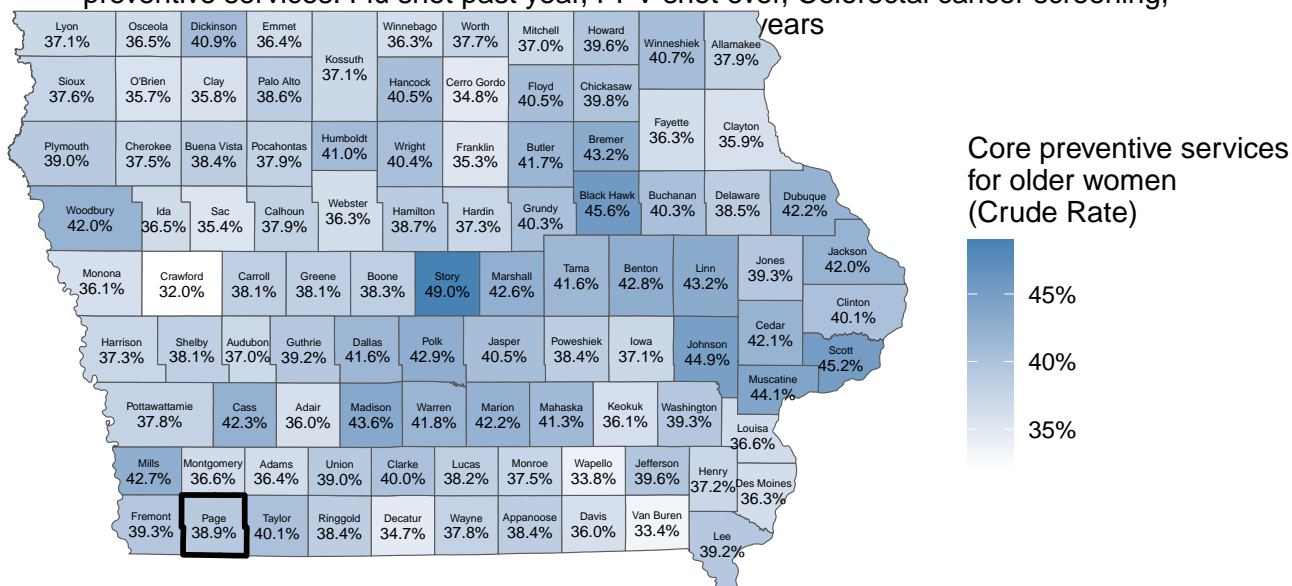 preventive services: Flu shot past year, PPV shot ever, Colorectal cancer screening,
years
Lyon Osceola Dickinson Emmet Winnebago Worth Mitchell Howard Winneshiek Allamakee
37.1% 36.5% 40.9% 36.4% 36.3% 37.7% 37.0% 39.6% 40.7% 37.9%
Kossuth
37.1%
Sioux O'Brien Clay Palo Alto Hancock Cerro Gordo Floyd Chickasaw
37.6% 35.7% 35.8% 38.6% 40.5% 34.8% 40.5% 39.8%
Fayette Clayton
36.3% 35.9%
Plymouth Cherokee Buena Vista Pocahontas Humboldt Wright Franklin Butler Bremer
39.0% 37.5% 38.4% 37.9% 41.0% 40.4% 35.3% 41.7% 43.2%
Core preventive services
for older women
(Crude Rate)
Woodbury Ida Sac Calhoun Webster Hamilton Hardin Grundy Black Hawk Buchanan Delaware Dubuque
42.0% 36.5% 35.4% 37.9% 36.3% 38.7% 37.3% 40.3% 45.6% 40.3% 38.5% 42.2%
Monona Crawford Carroll Greene Boone Story Marshall Tama Benton Linn Jones Jackson
36.1% 32.0% 38.1% 38.1% 38.3% 49.0% 42.6% 41.6% 42.8% 43.2% 39.3% 42.0%
Clinton
40.1%
45%
40%
35%
Harrison Shelby Audubon Guthrie Dallas Polk Jasper Poweshiek Iowa Johnson Cedar Scott
37.3% 38.1% 37.0% 39.2% 41.6% 42.9% 40.5% 38.4% 37.1% 44.9% 42.1% 45.2%
Muscatine
44.1%
Pottawattamie Cass Adair Madison Warren Marion Mahaska Keokuk Washington Louisa
37.8% 42.3% 36.0% 43.6% 41.8% 42.2% 41.3% 36.1% 39.3% 36.6%
Mills Montgomery Adams Union Clarke Lucas Monroe Wapello Jefferson Henry Des Moines
42.7% 36.6% 36.4% 39.0% 40.0% 38.2% 37.5% 33.8% 39.6% 37.2% 36.3%
Fremont Page Taylor Ringgold Decatur Wayne Appanoose Davis Van Buren Lee
39.3% 38.9% 40.1% 38.4% 34.7% 37.8% 38.4% 36.0% 33.4% 39.2%